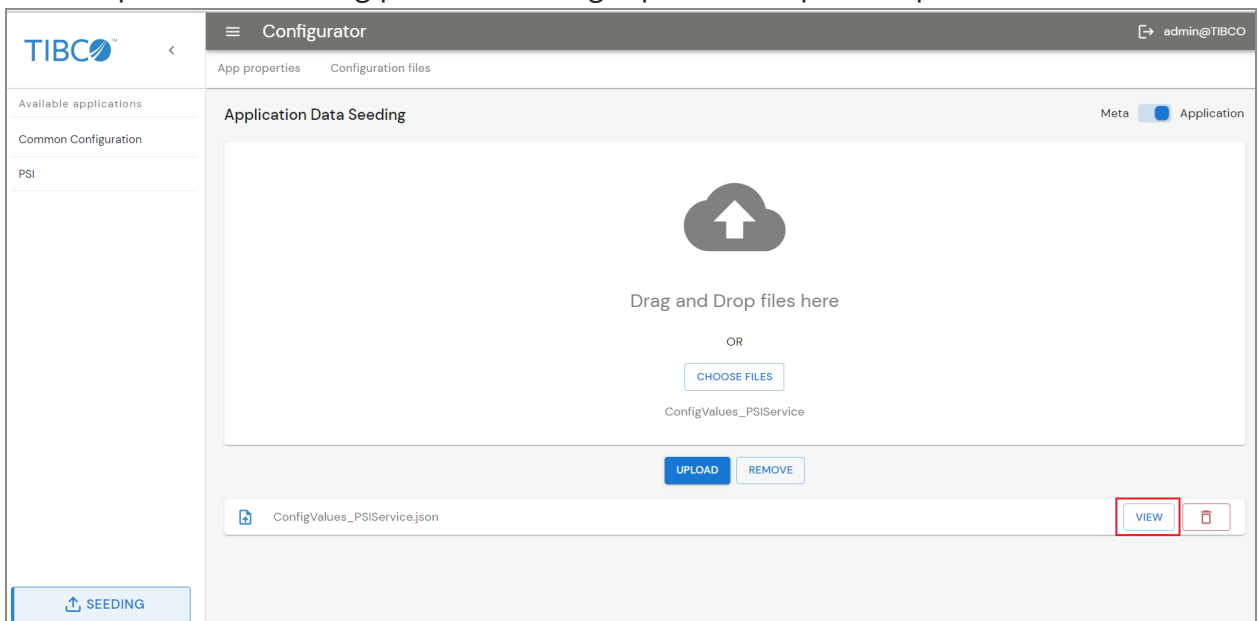 TIBCO™
Configurator
admin@TIBCO
App properties Configuration files
Available applications
Common Configuration
PSI
Application Data Seeding
Meta Application
Drag and Drop files here
OR
CHOOSE FILES
ConfigValues_PSIService
UPLOAD REMOVE
ConfigValues_PSIService.json
VIEW
SEEDING